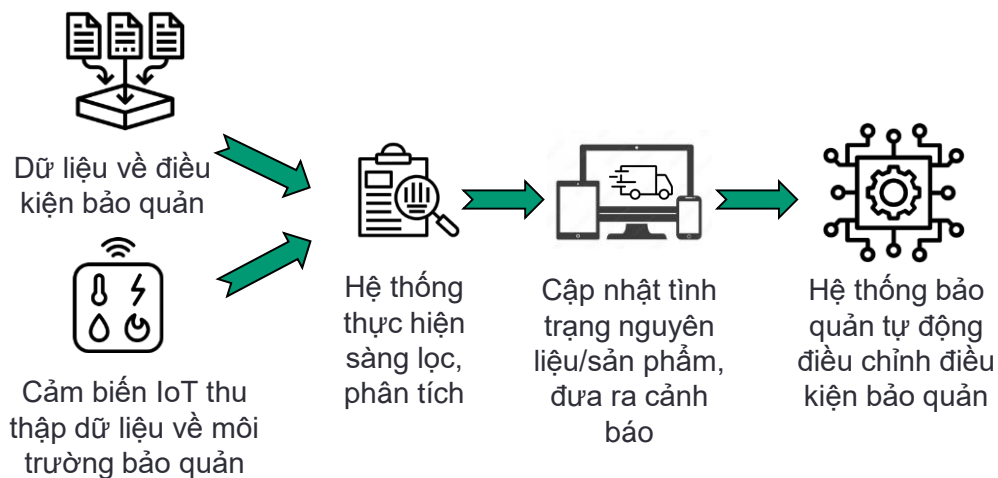 Dữ liệu về điều
kiện bảo quản
Cảm biến IoT thu
thập dữ liệu về môi
trường bảo quản
Hệ thống
thực hiện
sàng lọc,
phân tích
Cập nhật tình
trạng nguyên
liệu/sản phẩm,
đưa ra cảnh
báo
Hệ thống bảo
quản tự động
điều chỉnh điều
kiện bảo quản